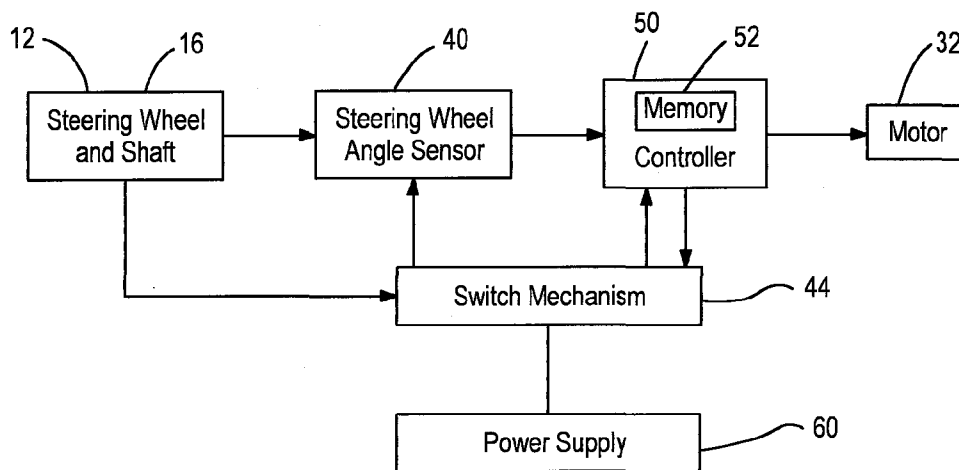 12
16
40
50
52
32
Steering Wheel
and Shaft
Steering Wheel
Angle Sensor
Memory
Controller
Motor
Switch Mechanism
44
Power Supply
60